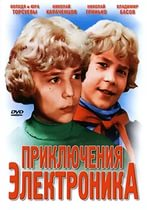 ВОЛОДЯ и ЮРА ТОРСУЕВЫ
НИКОЛАЙ КАРАЧЕНЦОВ
НИКОЛАЙ ГРИНЬКО
ВЛАДИМИР БАСОВ
DVD
ПРИКЛЮЧЕНИЯ
ЭЛЕКТРОНИКА